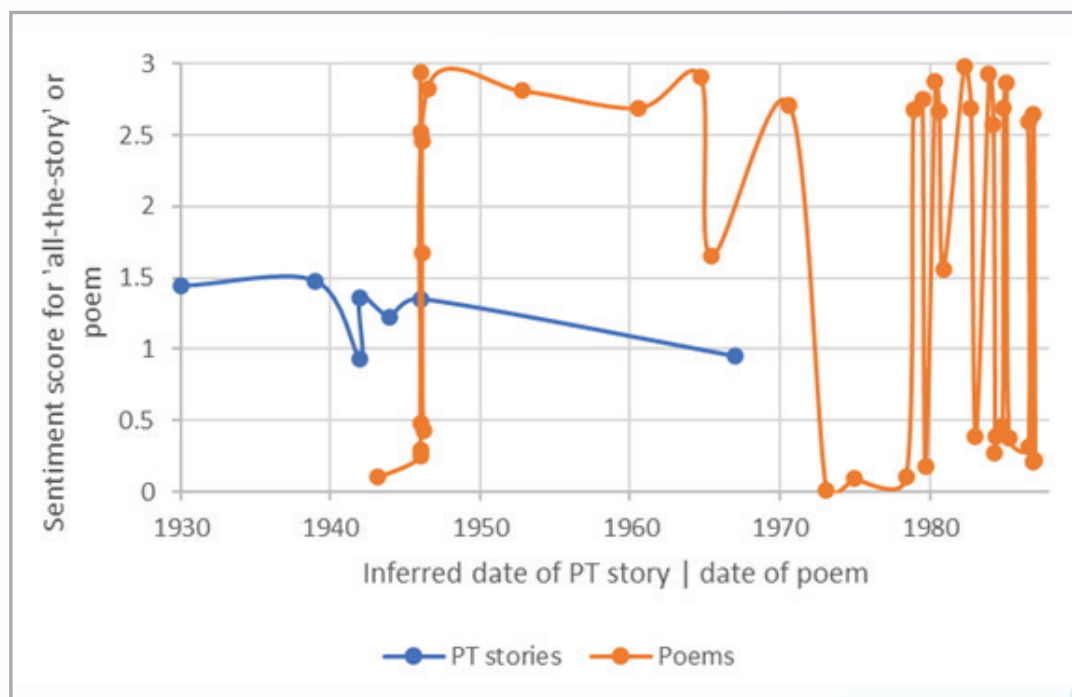 Sentiment score for 'all-the-story' or
poem
3
2.5
2
1.5
1
0.5
0
1930 1940 1950 1960 1970 1980
Inferred date of PT story | date of poem
PT stories Poems